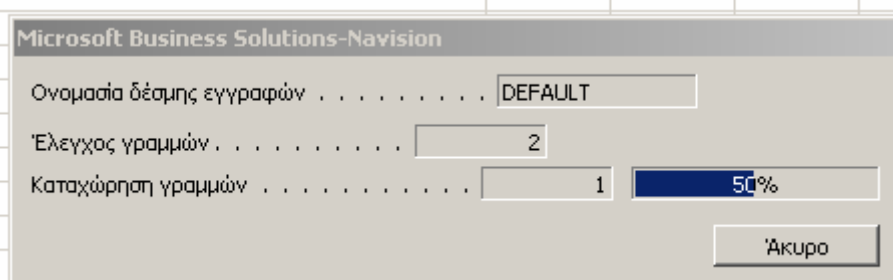 Microsoft Business Solutions-Navision
Ονομασία δέσμης εγγραφών . . . . . . . . . DEFAULT
Έλεγχος γραμμών . . . . . . . . . . 2
Καταχώρηση γραμμών . . . . . . . . . . . 1 50%
Άκυρο